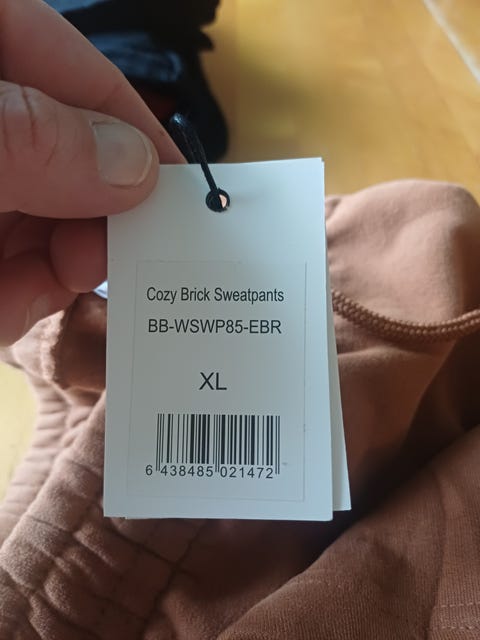 Cozy Brick Sweatpants
BB-WSWP85-EBR
XL
6 438485 021472